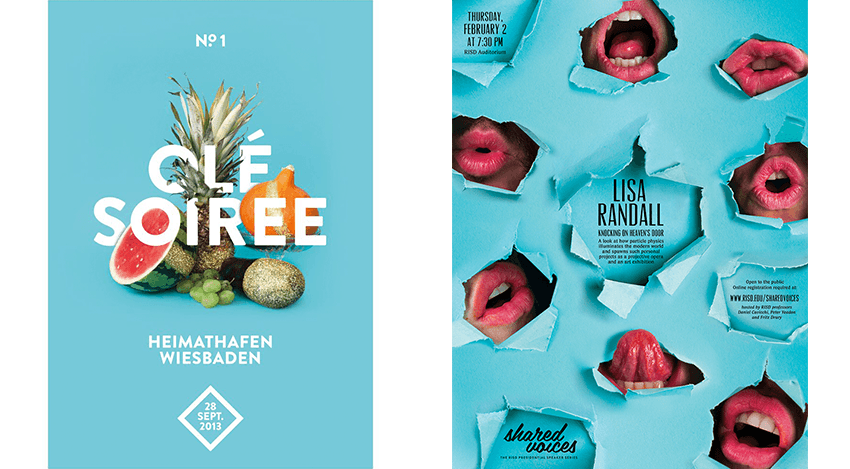 Nº 1
OLÉ
SOIREE
HEIMATHAFEN
WIESBADEN
28
SEPT.
2013
THURSDAY,
FEBRUARY 2
AT 7:30 PM
RISD Auditorium
LISA
RANDALL
KNOCKING ON HEAVEN'S DOOR
A look at how particle physics
illuminates the modern world
and spawns such personal
projects as a projective opera
and an art exhibition.
Open to the public
Online registration required at:
WWW.RISD.EDU/SHAREDVOICES
hosted by RISD professors
Daniel Cavicchi, Peter Yeadon
and Fritz Drury
shared
voices
THE RISD PRESIDENTIAL SPEAKER SERIES